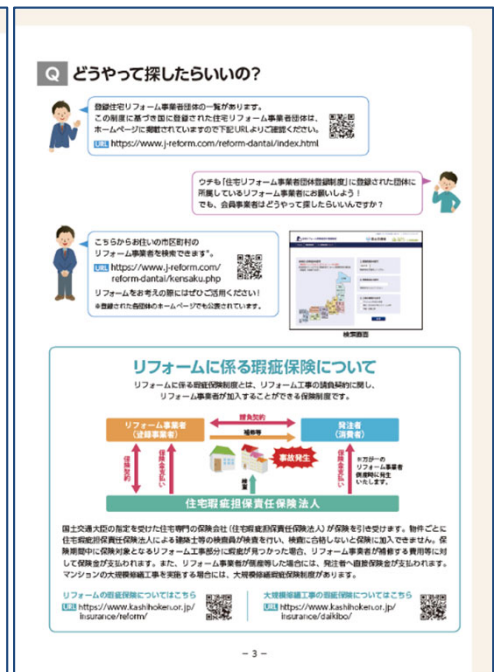 Q どうやって探したらいいの?
登録住宅リフォーム事業者団体の一覧があります。
この制度に基づき国に登録された住宅リフォーム事業者団体は、
ホームページに掲載されていますので下記URLよりご確認ください。
URL https://www.j-reform.com/reform-dantai/index.html
ウチも「住宅リフォーム事業者団体登録制度」に登録された団体に
所属しているリフォーム事業者にお願いしよう!
でも、会員事業者はどうやって探したらいいんですか?
こちらからお住いの市区町村の
リフォーム事業者を検索できます*。
URL https://www.j-reform.com/
reform-dantai/kensaku.php
リフォームをお考えの際にはぜひご活用ください!
※登録された各団体のホームページでも公表されています。
検索画面
リフォームに係る瑕疵保険について
リフォームに係る瑕疵保険制度とは、リフォーム工事の請負契約に関し、
リフォーム事業者が加入することができる保険制度です。
リフォーム事業者
(登録事業者)
請負契約
補修等
発注者
(消費者)
保険契約
保険金支払い
検査
事故発生
保険金支払い
※万が一の
リフォーム事業者
倒産時に発生
いたします。
住宅瑕疵担保責任保険法人
国土交通大臣の指定を受けた住宅専門の保険会社(住宅瑕疵担保責任保険法人)が保険を引き受けます。物件ごとに
住宅瑕疵担保責任保険法人による建築士等の検査員が検査を行い、検査に合格しないと保険に加入できません。保
険期間中に保険対象となるリフォーム工事部分に瑕疵が見つかった場合、リフォーム事業者が補修する費用等に対
して保険金が支払われます。また、リフォーム事業者が倒産等した場合には、発注者へ直接保険金が支払われます。
マンションの大規模修繕工事を実施する場合には、大規模修繕瑕疵保険制度があります。
リフォームの瑕疵保険についてはこちら
URL https://www.kashihoken.or.jp/
insurance/reform/
大規模修繕工事の瑕疵保険についてはこちら
URL https://www.kashihoken.or.jp/
insurance/daikibo/
- 3 -